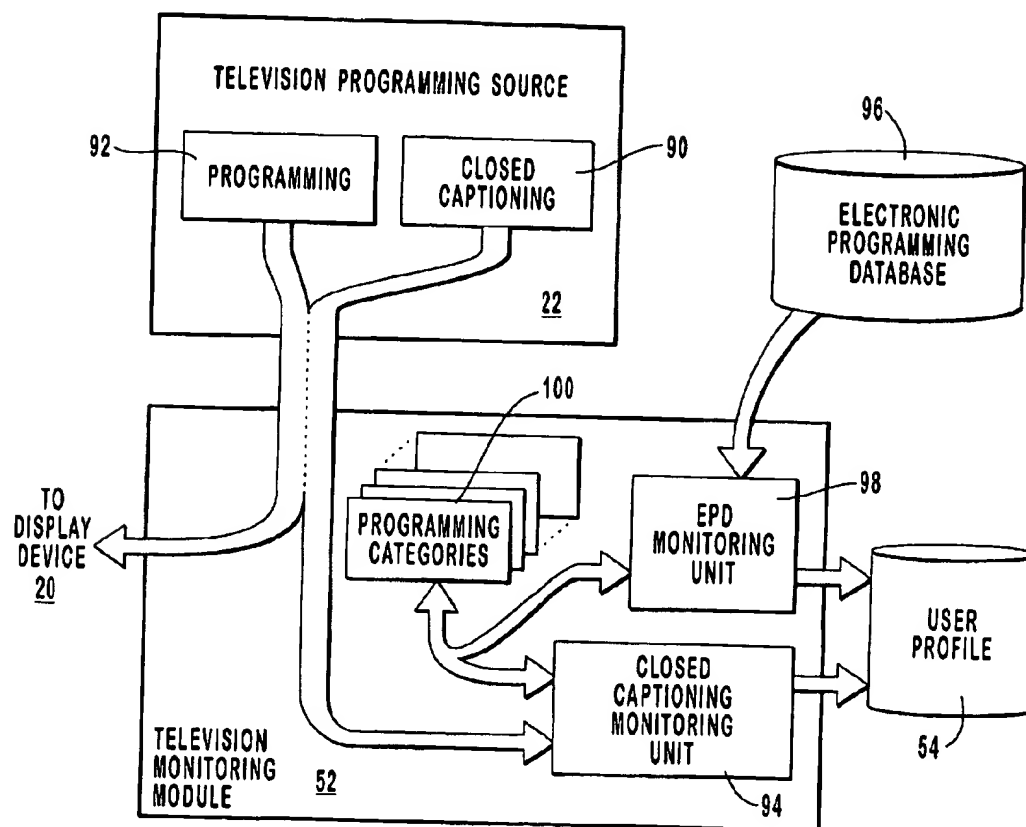 TELEVISION PROGRAMMING SOURCE
92
PROGRAMMING
CLOSED
CAPTIONING
90
22
96
ELECTRONIC
PROGRAMMING
DATABASE
100
PROGRAMMING
CATEGORIES
98
EPD
MONITORING
UNIT
TO
DISPLAY
DEVICE
20
USER
PROFILE
54
CLOSED
CAPTIONING
MONITORING
UNIT
94
TELEVISION
MONITORING
MODULE
52